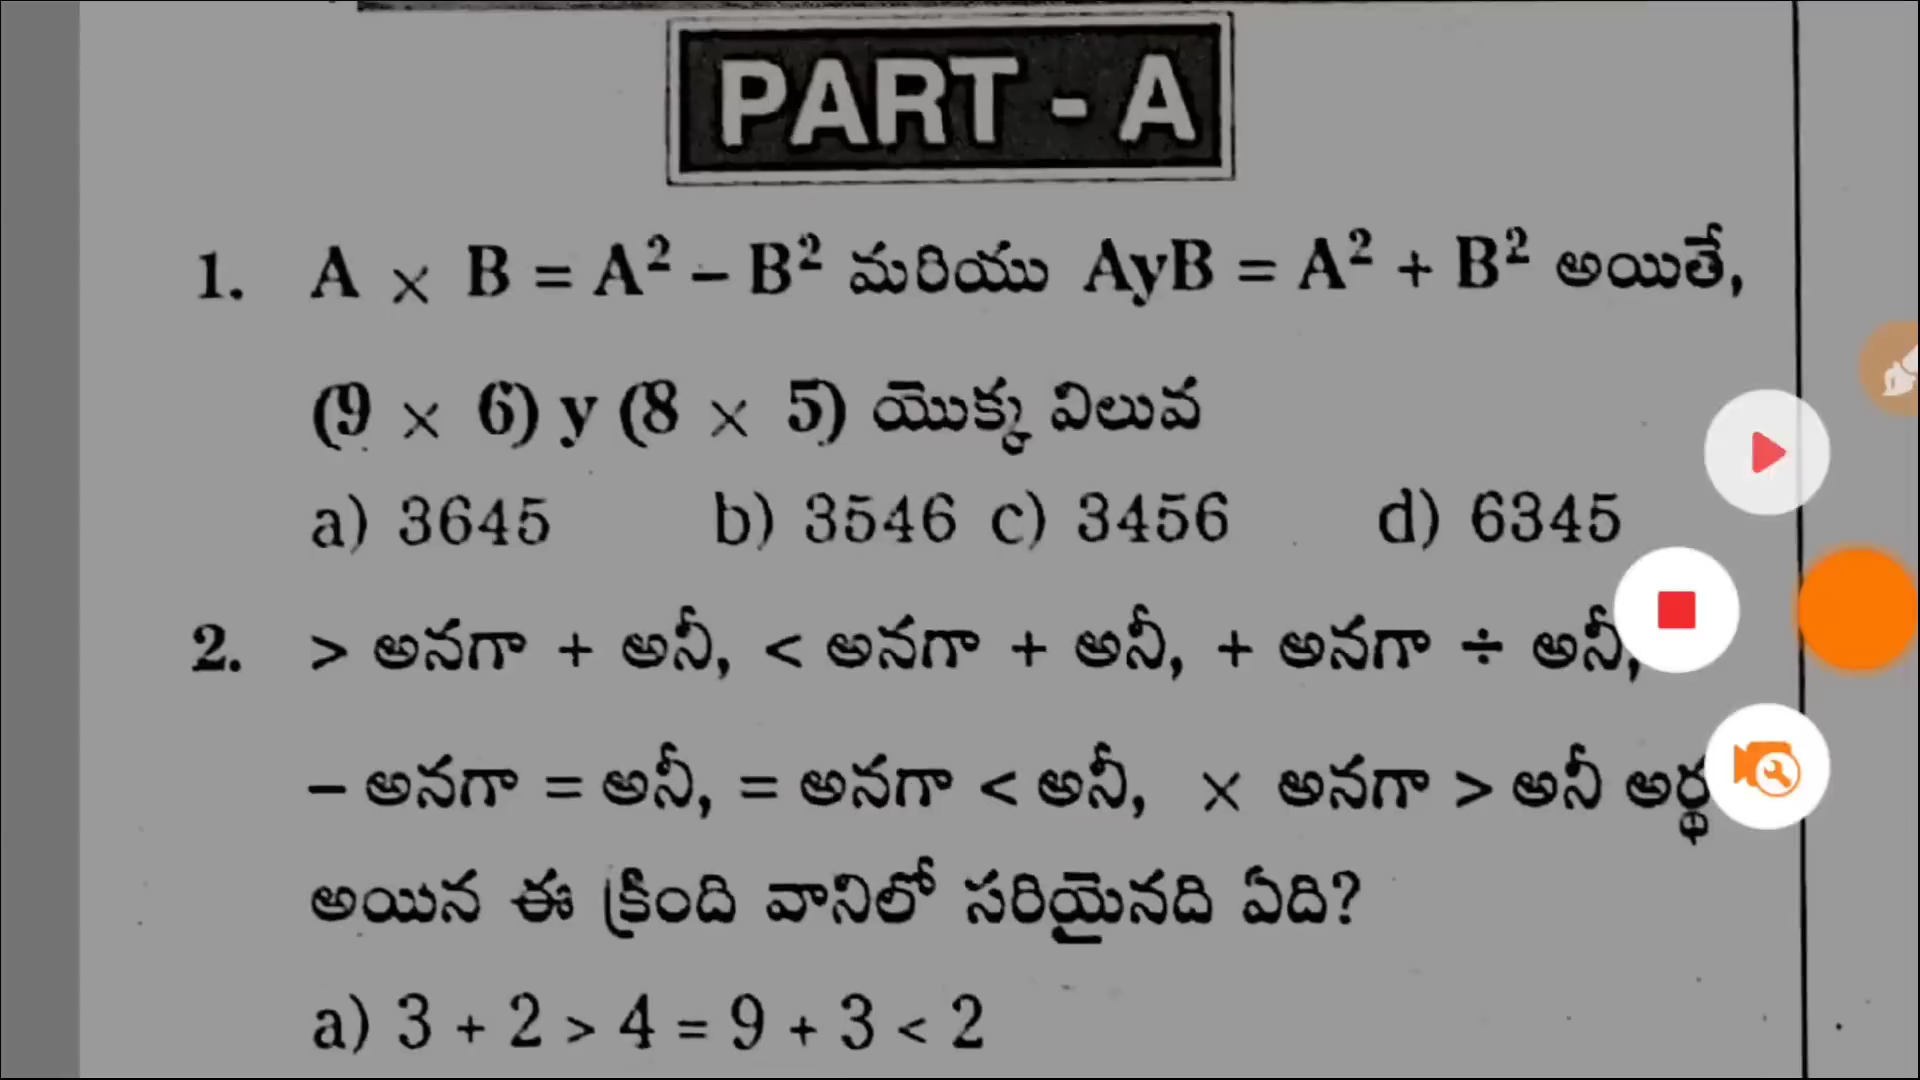 PART - A
1. A × B = A² – B² మరియు AyB = A² + B² అయితే,
(9 × 6) y (8 × 5) యొక్క విలువ
a) 3645 b) 3546 c) 3456 d) 6345
2. > అనగా + అనీ, < అనగా + అనీ, + అనగా ÷ అనీ,
– అనగా = అనీ, = అనగా < అనీ, × అనగా > అనీ అర్థ
అయిన ఈ క్రింది వానిలో సరియైనది ఏది?
a) 3 + 2 > 4 = 9 + 3 < 2